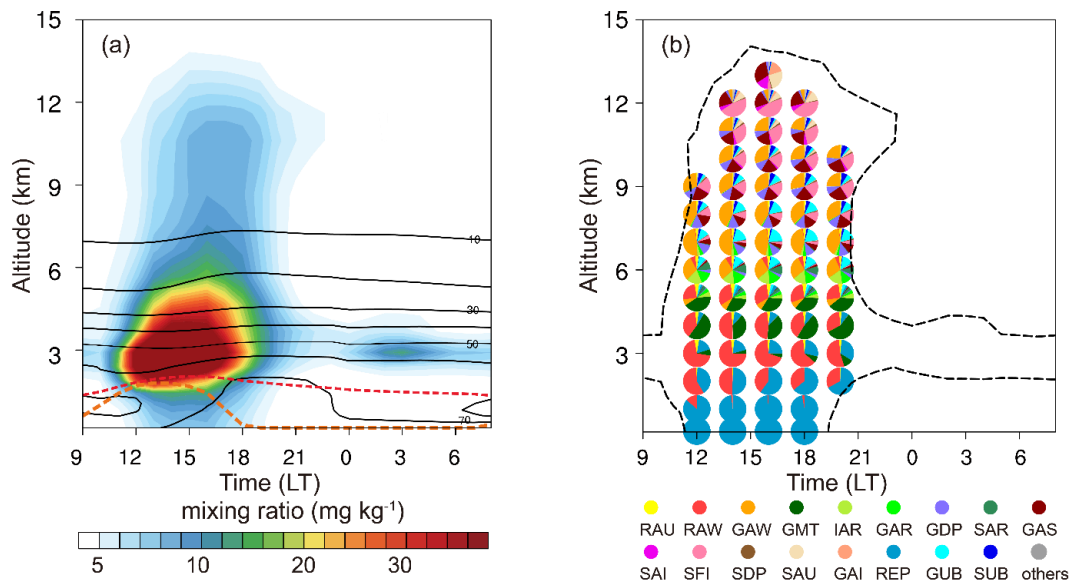 (a)
15
12
9
6
3
Altitude (km)
10
30
50
70
9 12 15 18 21 0 3 6
Time (LT)
mixing ratio (mg kg⁻¹)
5 10 20 30
(b)
15
12
9
6
3
Altitude (km)
9 12 15 18 21 0 3 6
Time (LT)
RAU RAW GAW GMT IAR GAR GDP SAR GAS
SAI SFI SDP SAU GAI REP GUB SUB others